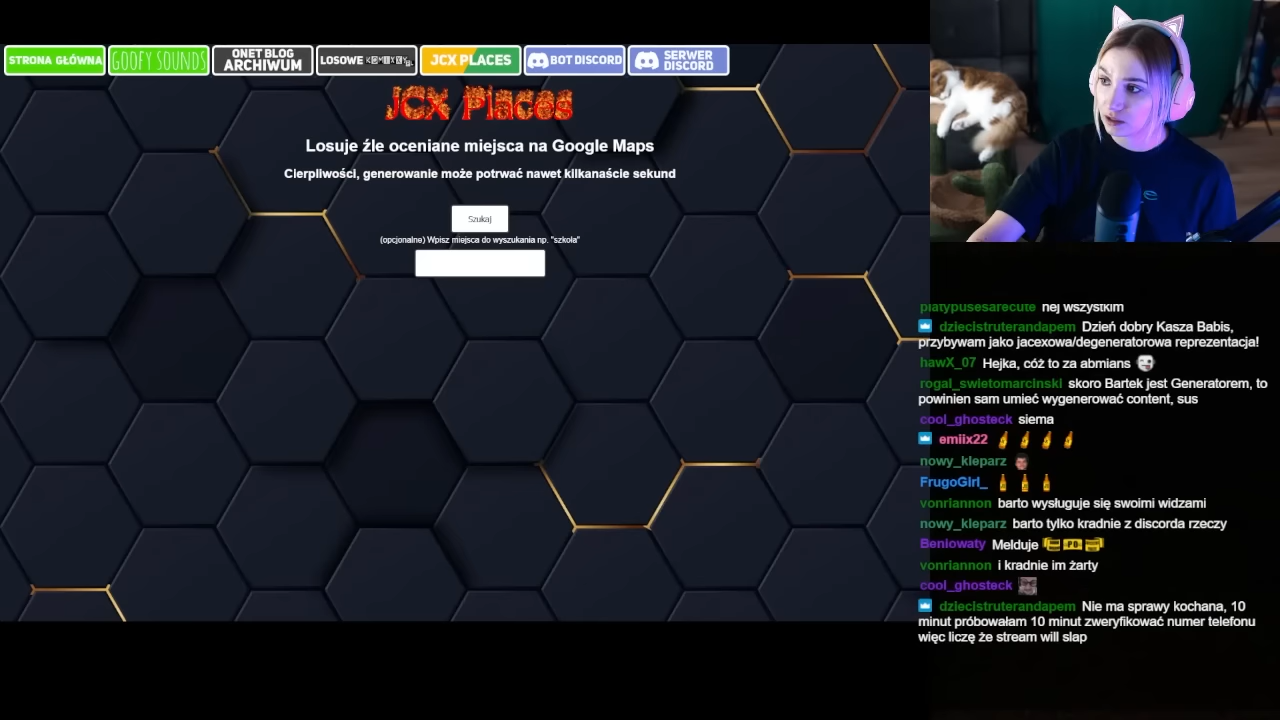 STRONA GŁÓWNA
GOOFY SOUNDS
ONET BLOG
ARCHIWUM
LOSOWE
JCX PLACES
BOT DISCORD
SERWER
DISCORD
JCX Places
Losuje źle oceniane miejsca na Google Maps
Cierpliwości, generowanie może potrwać nawet kilkanaście sekund
Szukaj
(opcjonalne) Wpisz miejsca do wyszukania np. "szkoła"
platypusesarecute nej wszystkim
dziecistruterandapem Dzień dobry Kasza Babis,
przybywam jako jacexowa/degeneratorowa reprezentacja!
hawX_07 Hejka, cóż to za abmians
rogal_swietomarcinski skoro Bartek jest Generatorem, to
powinien sam umieć wygenerować content, sus
cool_ghosteck siema
emiix22
nowy_kleparz
FrugoGirl_
vonriannon barto wysługuje się swoimi widzami
nowy_kleparz barto tylko kradnie z discorda rzeczy
Beniowaty Melduje
vonriannon i kradnie im żarty
cool_ghosteck
dziecistruterandapem Nie ma sprawy kochana, 10
minut próbowałam 10 minut zweryfikować numer telefonu
więc liczę że stream will slap